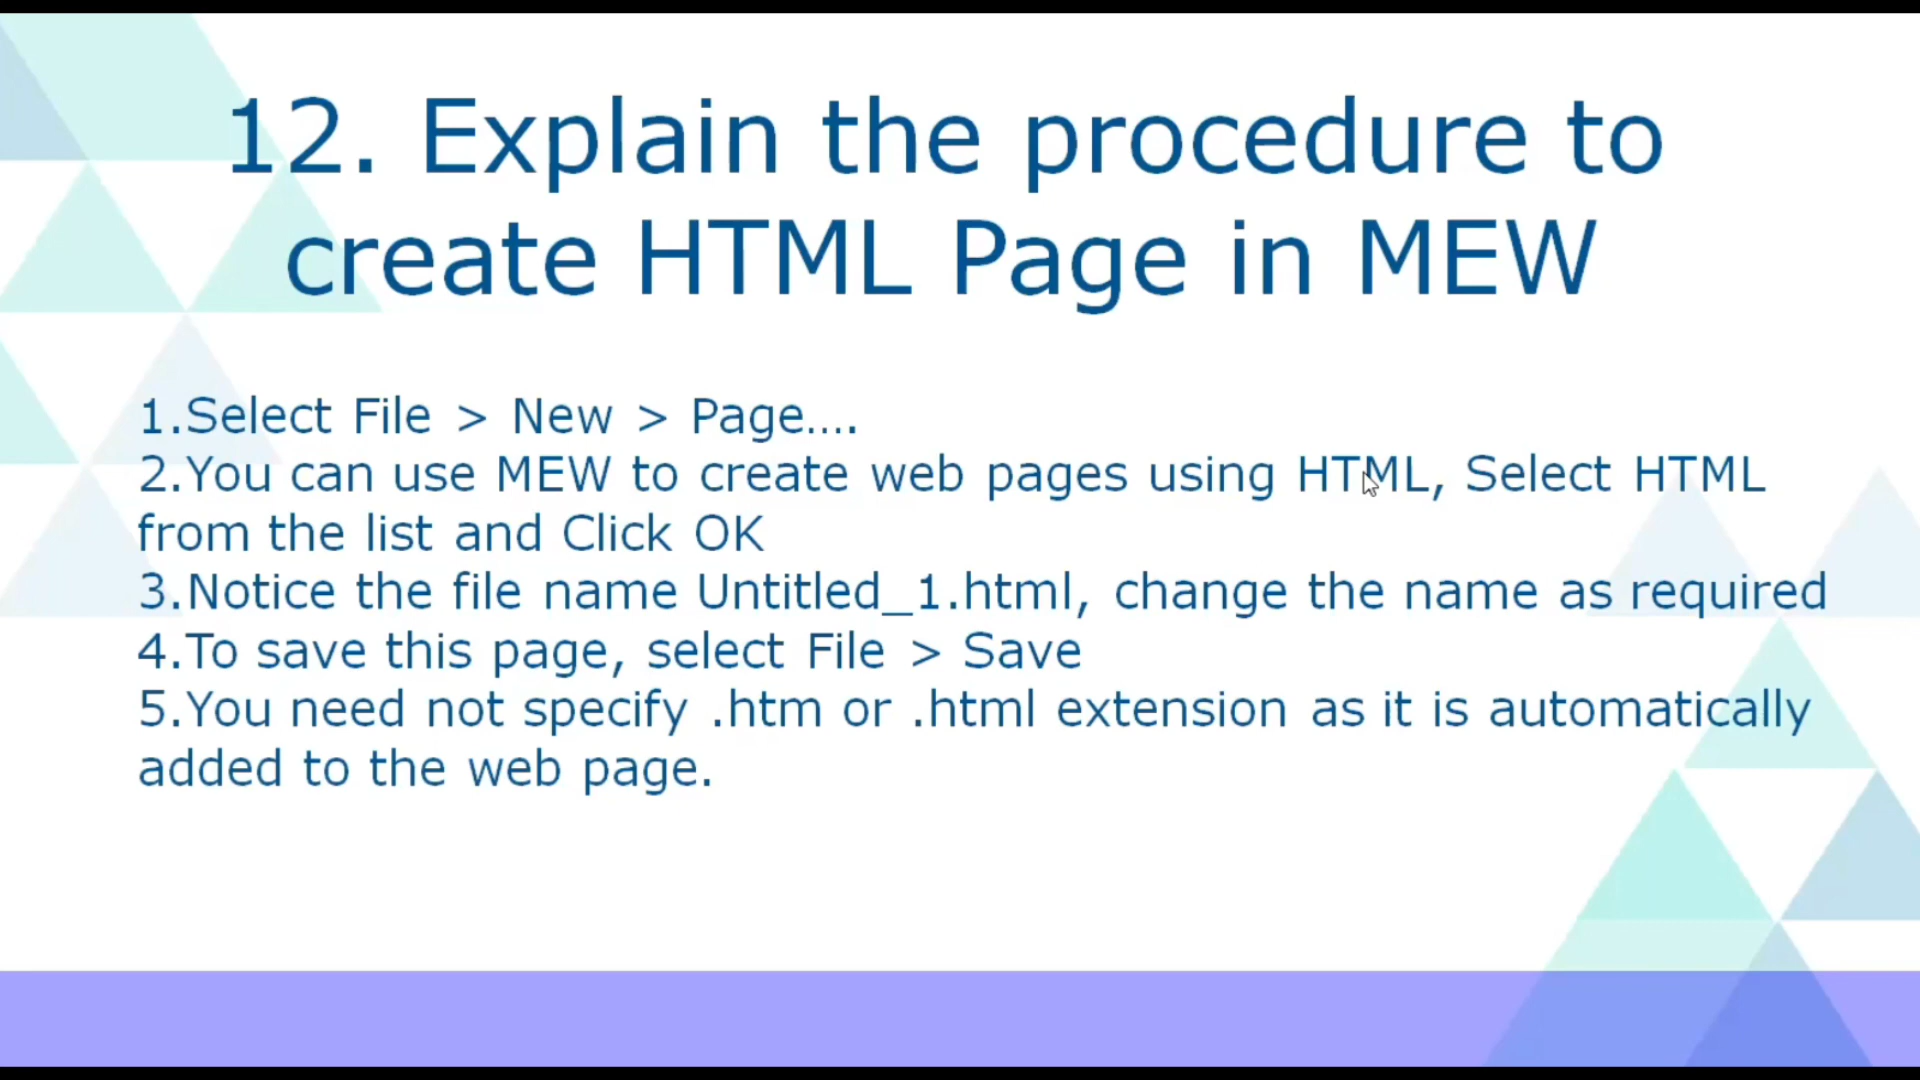 12. Explain the procedure to
create HTML Page in MEW
1.Select File > New > Page….
2.You can use MEW to create web pages using HTML, Select HTML
from the list and Click OK
3.Notice the file name Untitled_1.html, change the name as required
4.To save this page, select File > Save
5.You need not specify .htm or .html extension as it is automatically
added to the web page.